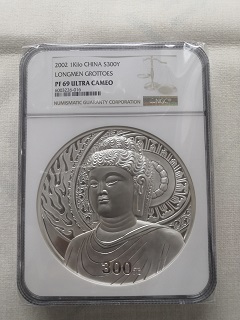 2002 1Kilo CHINA S300Y
LONGMEN GROTTOES
PF 69 ULTRA CAMEO
NUMISMATIC GUARANTY CORPORATION
300元